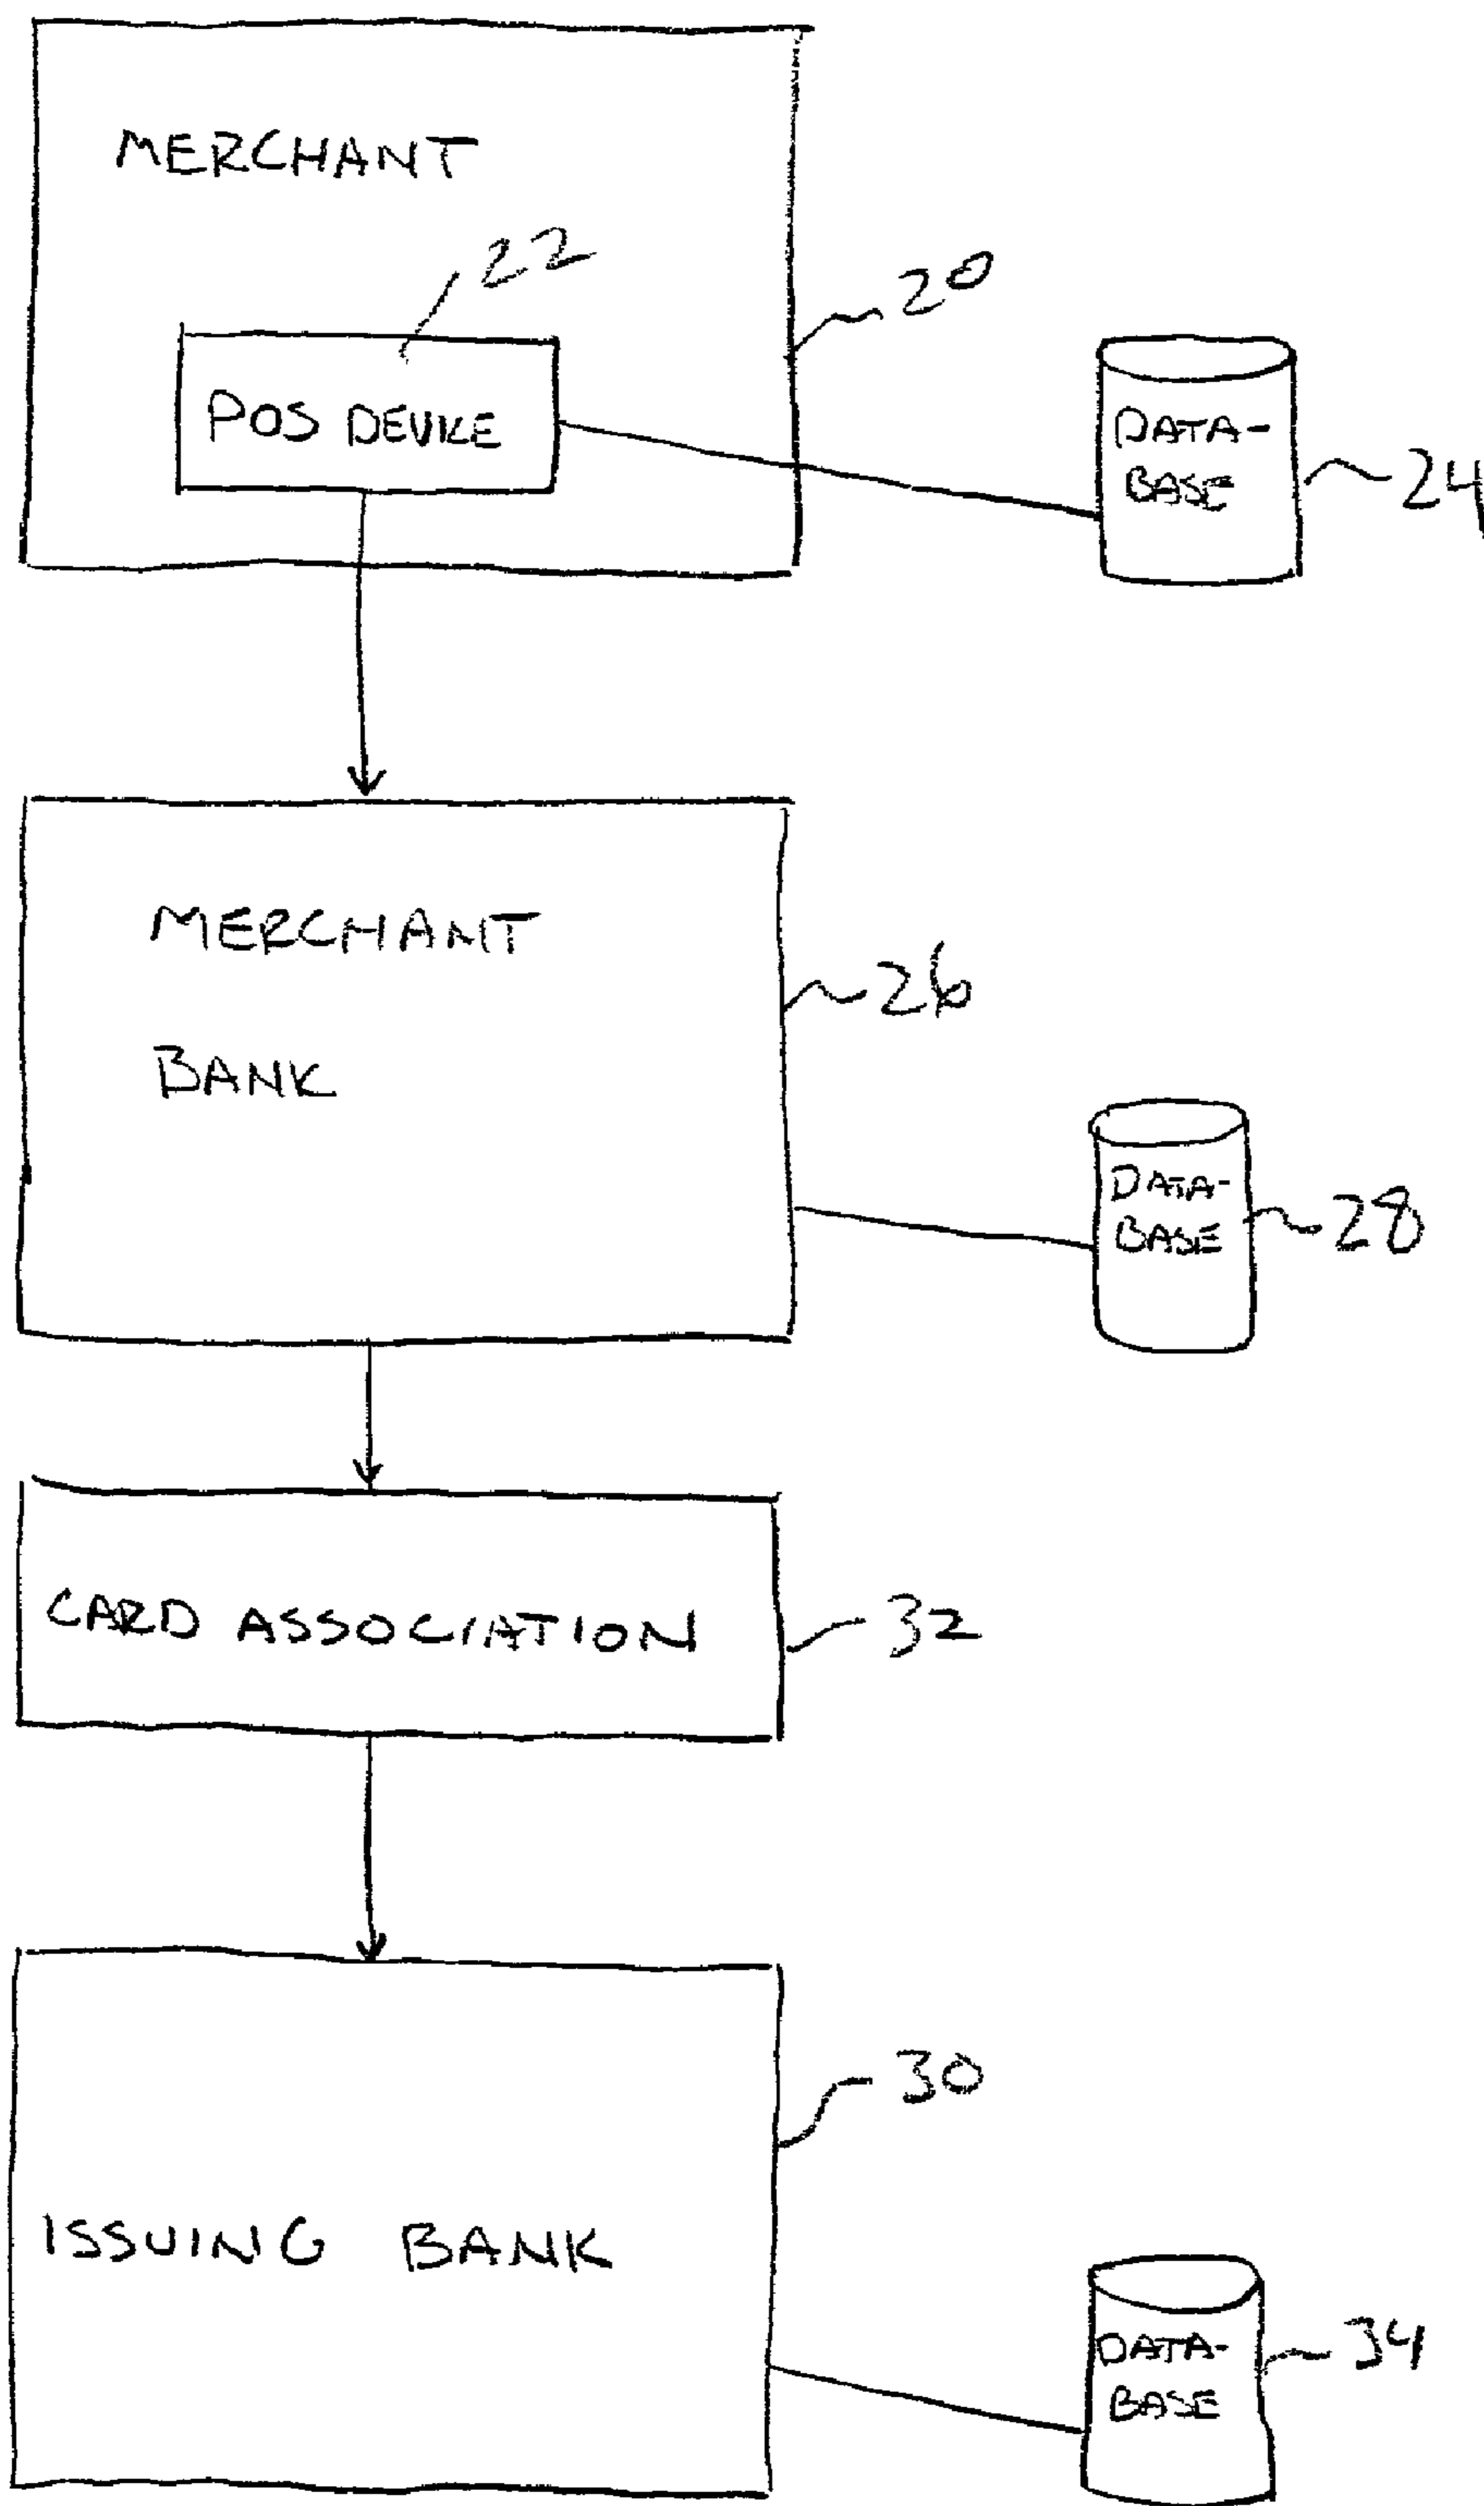 MERCHANT
22
20
POS DEVICE
DATA-
BASE
24
MERCHANT
BANK
26
DATA-
BASE
28
CARD ASSOCIATION
32
30
ISSUING BANK
DATA-
BASE
34